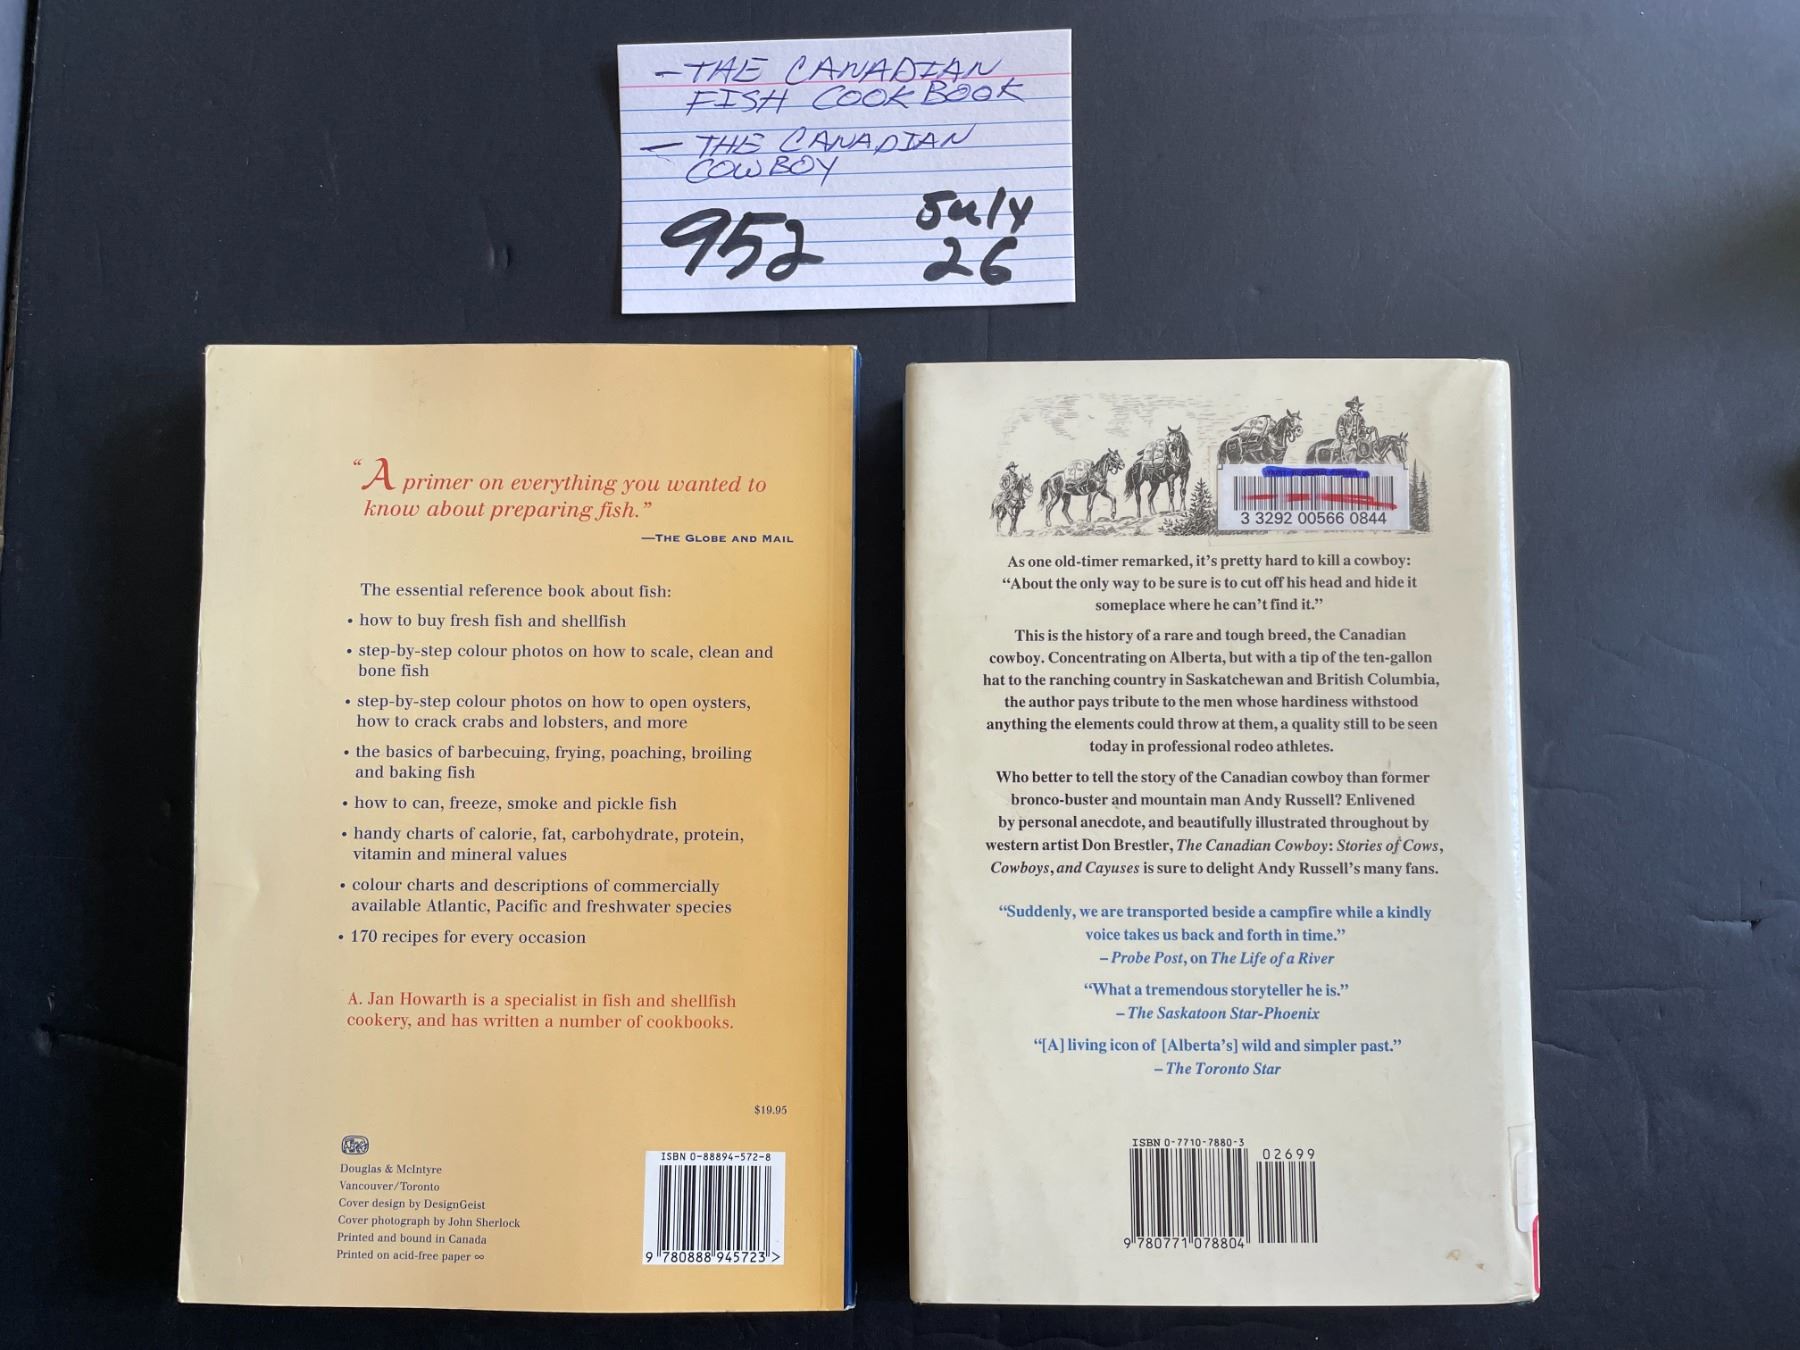 - THE CANADIAN
FISH COOKBOOK
- THE CANADIAN
COWBOY
952
July
26
“A primer on everything you wanted to
know about preparing fish.”
—THE GLOBE AND MAIL
The essential reference book about fish:
• how to buy fresh fish and shellfish
• step-by-step colour photos on how to scale, clean and
bone fish
• step-by-step colour photos on how to open oysters,
how to crack crabs and lobsters, and more
• the basics of barbecuing, frying, poaching, broiling
and baking fish
• how to can, freeze, smoke and pickle fish
• handy charts of calorie, fat, carbohydrate, protein,
vitamin and mineral values
• colour charts and descriptions of commercially
available Atlantic, Pacific and freshwater species
• 170 recipes for every occasion
A. Jan Howarth is a specialist in fish and shellfish
cookery, and has written a number of cookbooks.
$19.95
Douglas & McIntyre
Vancouver/Toronto
Cover design by DesignGeist
Cover photograph by John Sherlock
Printed and bound in Canada
Printed on acid-free paper ∞
ISBN 0-88894-572-8
9 780888 945723 >
3 3292 00566 0844
As one old-timer remarked, it's pretty hard to kill a cowboy:
“About the only way to be sure is to cut off his head and hide it
someplace where he can't find it.”
This is the history of a rare and tough breed, the Canadian
cowboy. Concentrating on Alberta, but with a tip of the ten-gallon
hat to the ranching country in Saskatchewan and British Columbia,
the author pays tribute to the men whose hardiness withstood
anything the elements could throw at them, a quality still to be seen
today in professional rodeo athletes.
Who better to tell the story of the Canadian cowboy than former
bronco-buster and mountain man Andy Russell? Enlivened
by personal anecdote, and beautifully illustrated throughout by
western artist Don Brestler, The Canadian Cowboy: Stories of Cows,
Cowboys, and Cayuses is sure to delight Andy Russell's many fans.
“Suddenly, we are transported beside a campfire while a kindly
voice takes us back and forth in time.”
– Probe Post, on The Life of a River
“What a tremendous storyteller he is.”
– The Saskatoon Star-Phoenix
“[A] living icon of [Alberta's] wild and simpler past.”
– The Toronto Star
ISBN 0-7710-7880-3
02699
9 780771 078804